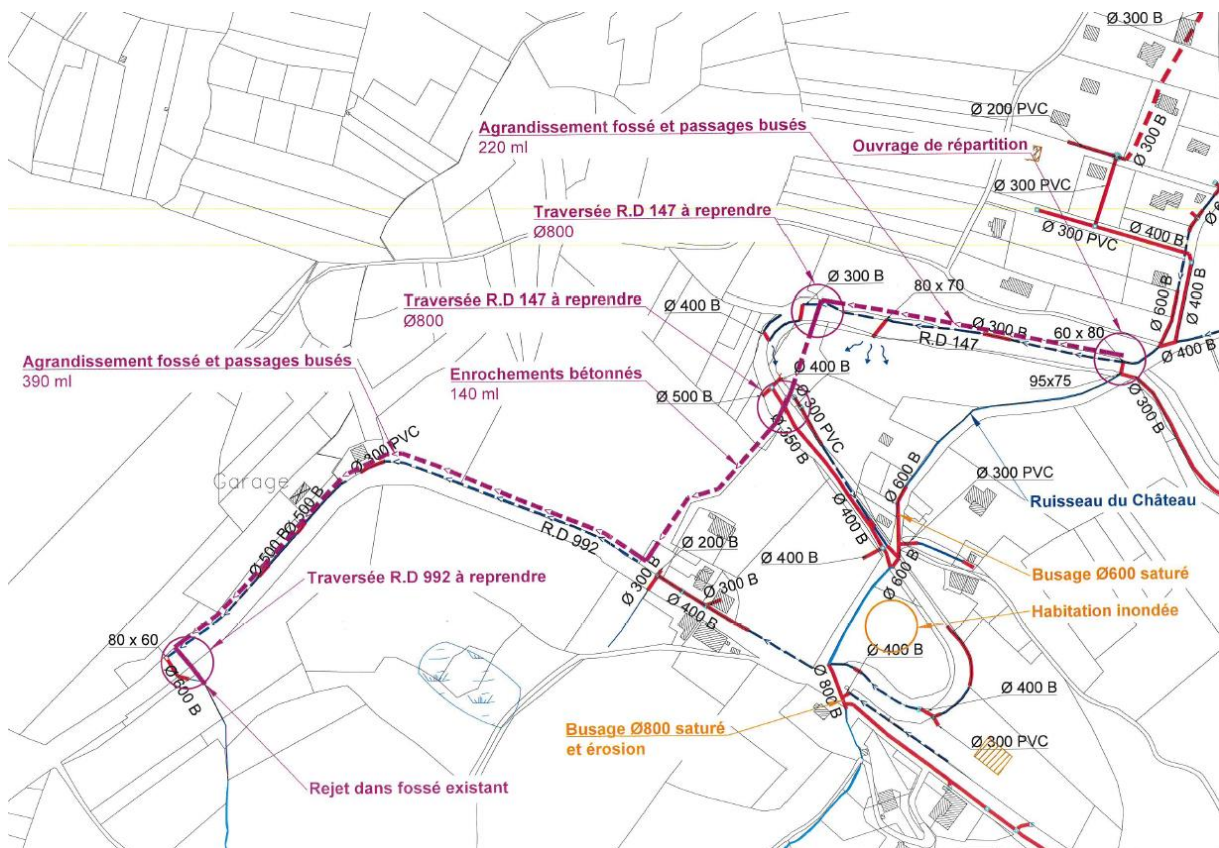 Ø 300 B
Ø 200 PVC
Agrandissement fossé et passages busés
220 ml
Ouvrage de répartition
Ø 300 B
Ø 300 PVC
Traversée R.D 147 à reprendre
Ø800
Ø 300 PVC
Ø 400 B
Ø 300 B
80 x 70
Traversée R.D 147 à reprendre
Ø800
Ø 400 B
Ø 600 B
Ø 400 B
Ø 300 B
60 x 80
R.D 147
Ø 400 B
Agrandissement fossé et passages busés
390 ml
Enrochements bétonnés
140 ml
Ø 400 B
95x75
Ø 500 B
Ø 300 PVC
Ø 350 B
Ø 300 B
Ø 300 PVC
Garage
Ø 500 B
Ø 500 B
Ø 600 B
Ø 300 PVC
Ruisseau du Château
R.D 992
Ø 400 B
Ø 200 B
Ø 400 B
Traversée R.D 992 à reprendre
Ø 300 B
Ø 300 B
Ø 400 B
Ø 600 B
Busage Ø600 saturé
Habitation inondée
80 x 60
Ø 600 B
Ø 400 B
Ø 800 B
Ø 400 B
Busage Ø800 saturé
et érosion
Ø 300 PVC
Rejet dans fossé existant